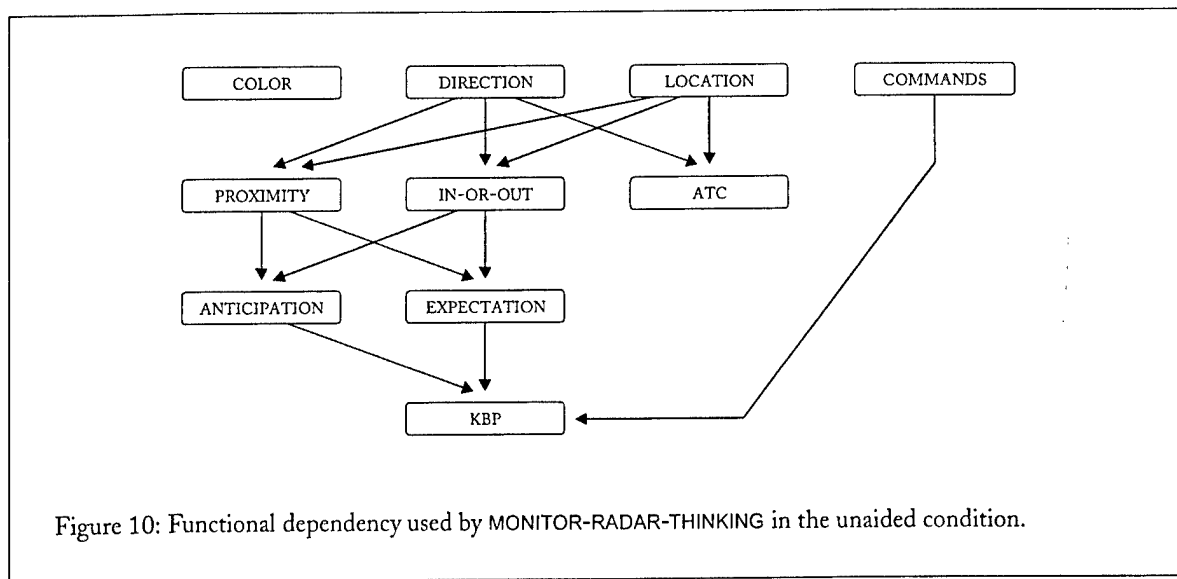 COLOR DIRECTION LOCATION COMMANDS
PROXIMITY IN-OR-OUT ATC
ANTICIPATION EXPECTATION
KBP
Figure 10: Functional dependency used by MONITOR-RADAR-THINKING in the unaided condition.